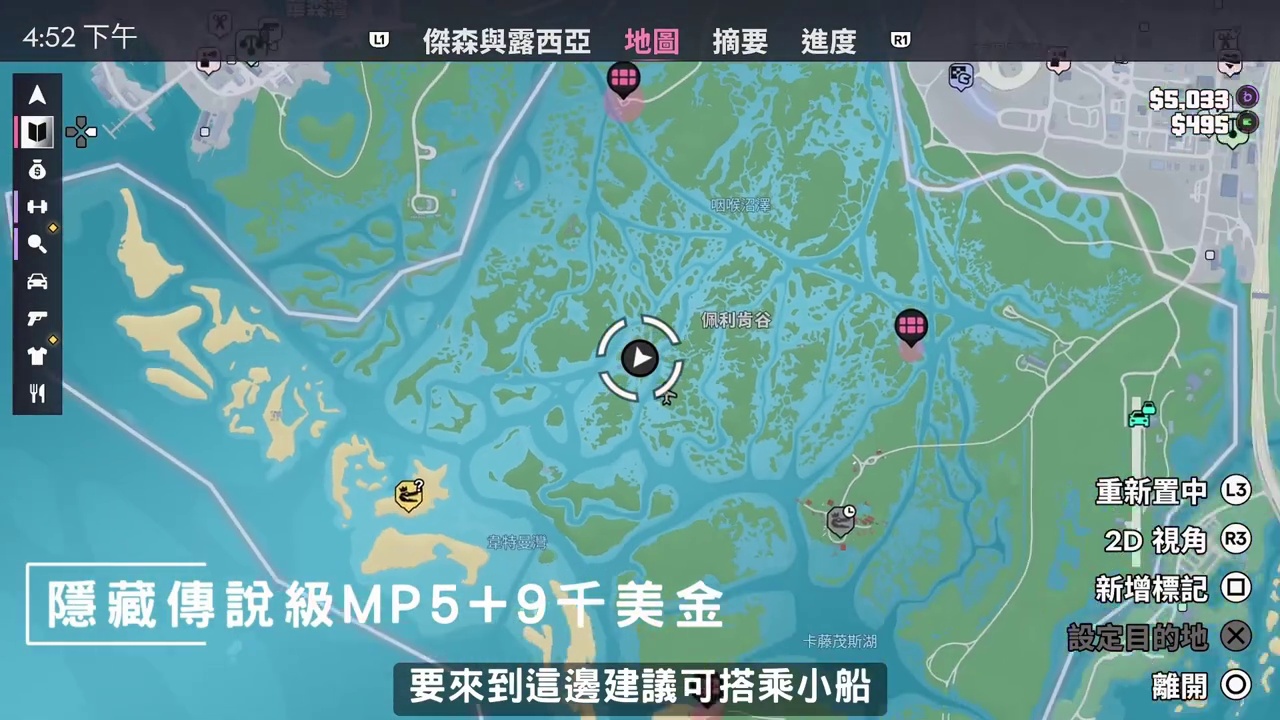 4:52 下午
L1 傑森與露西亞 地圖 摘要 進度 R1
$5,033
$495
咽喉沼澤
佩利肯谷
韋特曼灣
卡藤茂斯湖
重新置中 L3
2D 視角 R3
新增標記
設定目的地
離開
隱藏傳說級MP5+9千美金
要來到這邊建議可搭乘小船